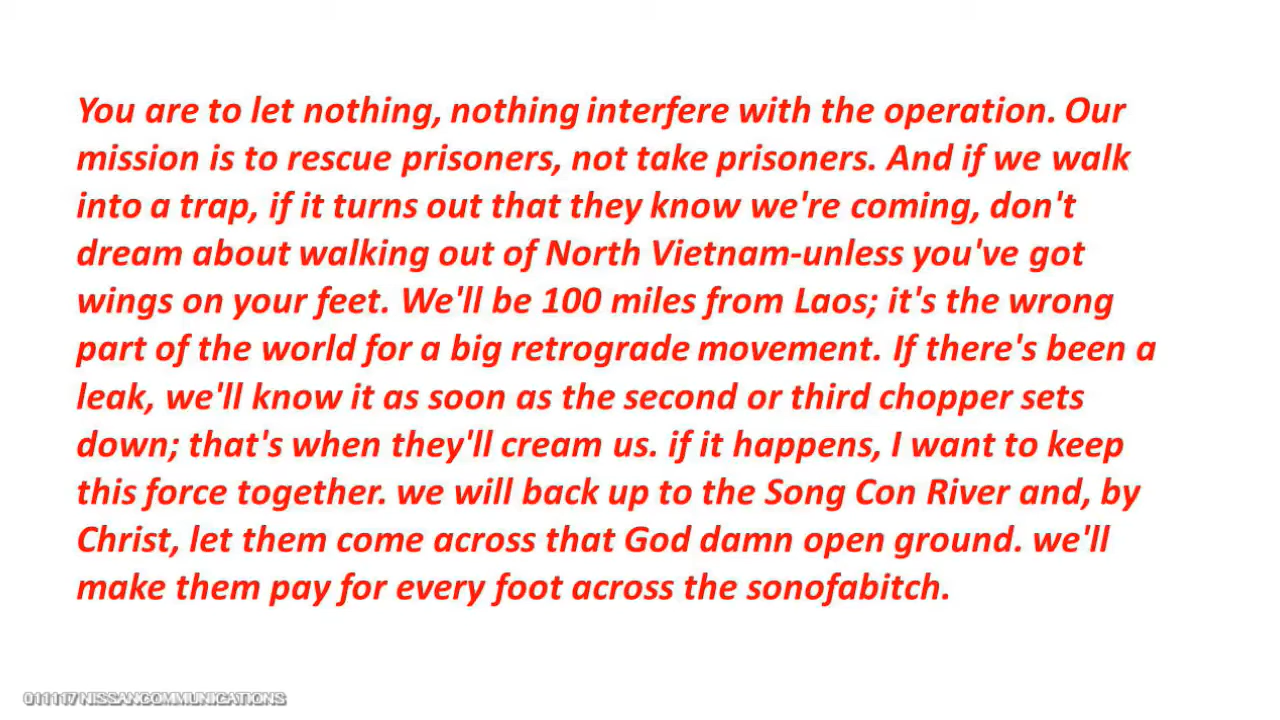 You are to let nothing, nothing interfere with the operation. Our
mission is to rescue prisoners, not take prisoners. And if we walk
into a trap, if it turns out that they know we're coming, don't
dream about walking out of North Vietnam-unless you've got
wings on your feet. We'll be 100 miles from Laos; it's the wrong
part of the world for a big retrograde movement. If there's been a
leak, we'll know it as soon as the second or third chopper sets
down; that's when they'll cream us. if it happens, I want to keep
this force together. we will back up to the Song Con River and, by
Christ, let them come across that God damn open ground. we'll
make them pay for every foot across the sonofabitch.
011117 NISSANCOMMUNICATIONS